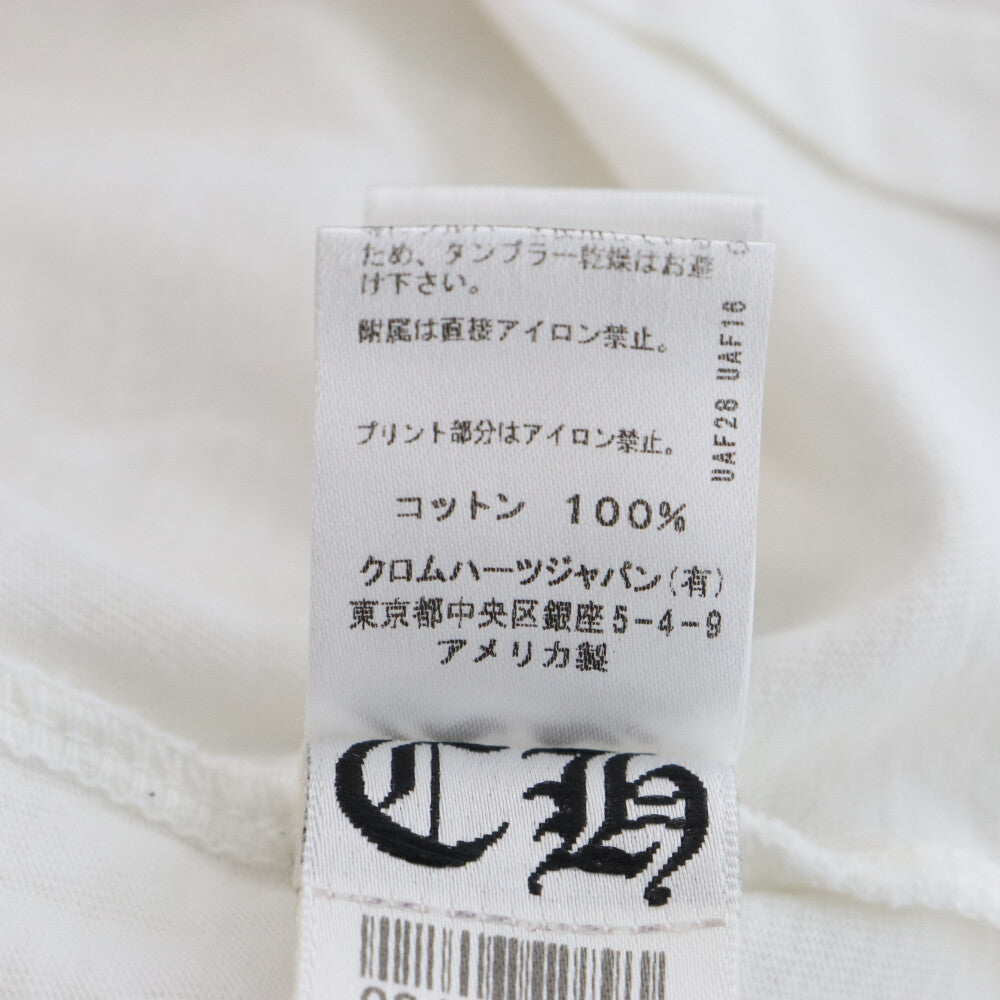 ため、タンブラー乾燥はお避
け下さい。
附属は直接アイロン禁止。
プリント部分はアイロン禁止。
コットン 100%
クロムハーツジャパン(有)
東京都中央区銀座5-4-9
アメリカ製
UAF28 UAF16
CH